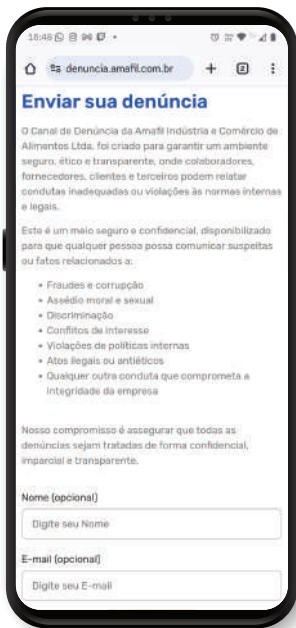 16:48
denuncia.amafil.com.br
2
Enviar sua denúncia
O Canal de Denúncia da Amafil Indústria e Comércio de
Alimentos Ltda. foi criado para garantir um ambiente
seguro, ético e transparente, onde colaboradores,
fornecedores, clientes e terceiros podem relatar
condutas inadequadas ou violações às normas internas
e legais.
Este é um meio seguro e confidencial, disponibilizado
para que qualquer pessoa possa comunicar suspeitas
ou fatos relacionados a:
• Fraudes e corrupção
• Assédio moral e sexual
• Discriminação
• Conflitos de interesse
• Violações de políticas internas
• Atos ilegais ou antiéticos
• Qualquer outra conduta que comprometa a
integridade da empresa
Nosso compromisso é assegurar que todas as
denúncias sejam tratadas de forma confidencial,
imparcial e transparente.
Nome (opcional)
Digite seu Nome
E-mail (opcional)
Digite seu E-mail